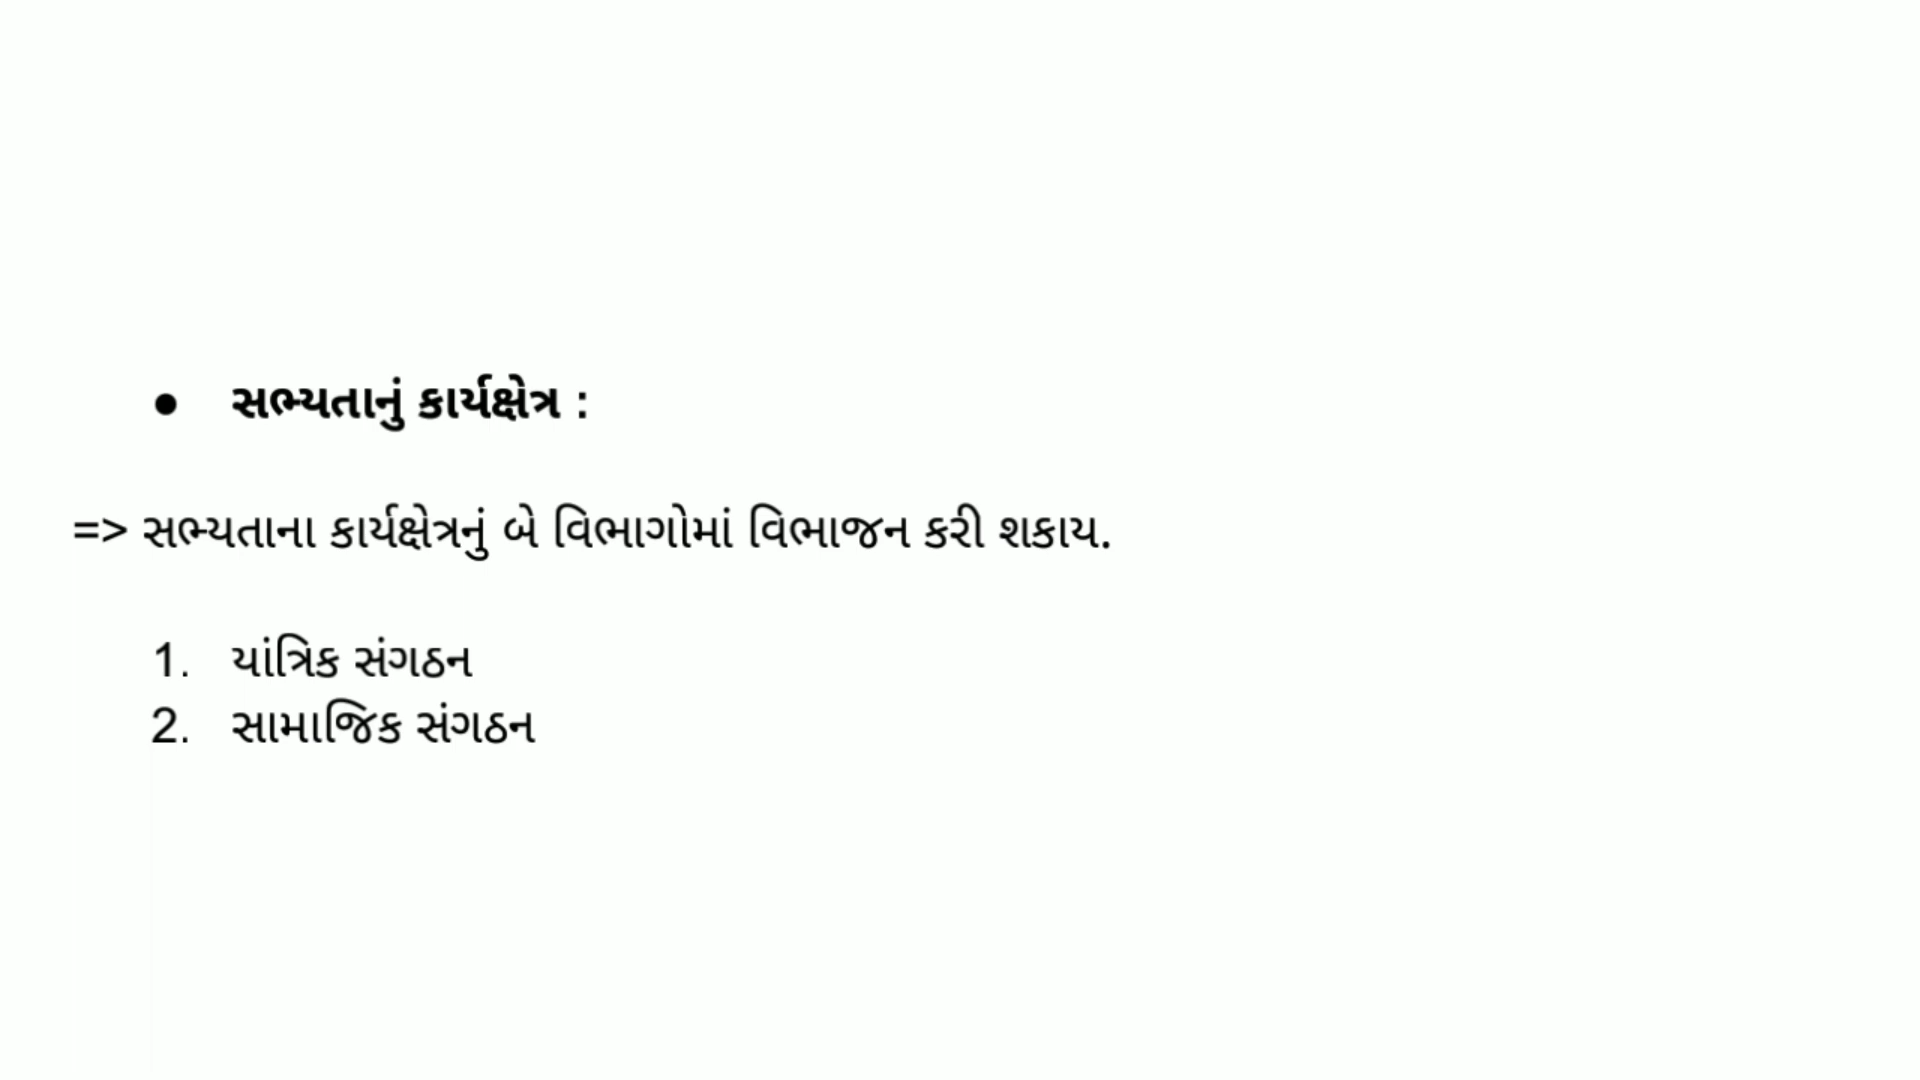 ● સભ્યતાનું કાર્યક્ષેત્ર :
=> સભ્યતાના કાર્યક્ષેત્રનું બે વિભાગોમાં વિભાજન કરી શકાય.
1. યાંત્રિક સંગઠન
2. સામાજિક સંગઠન